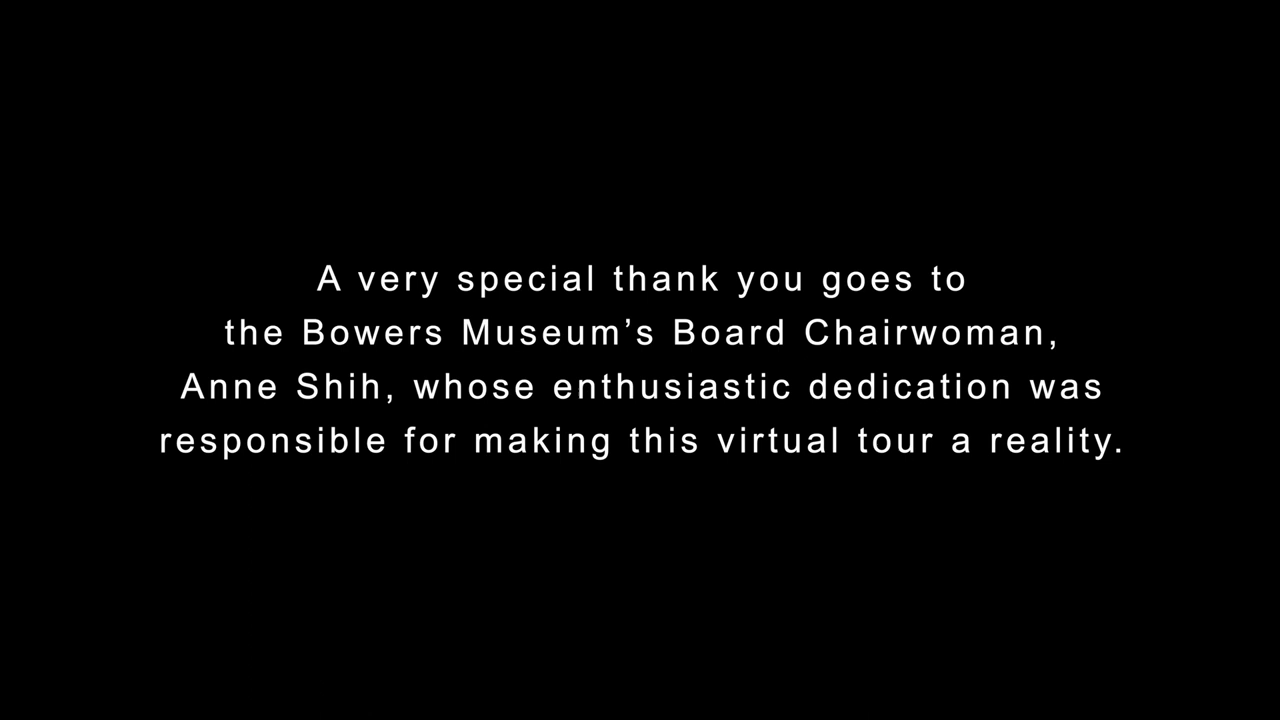 A very special thank you goes to
the Bowers Museum’s Board Chairwoman,
Anne Shih, whose enthusiastic dedication was
responsible for making this virtual tour a reality.